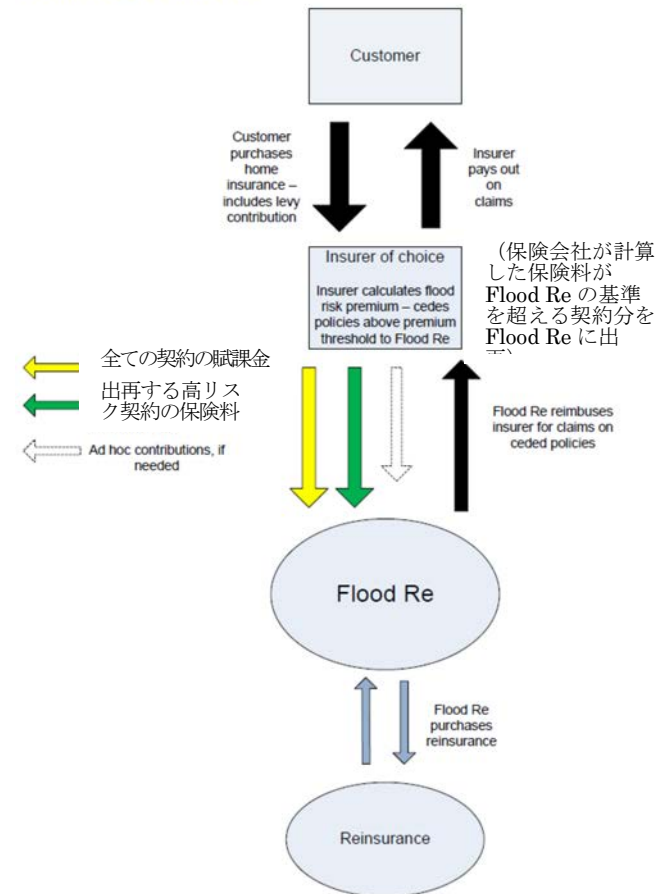 Customer
Customer
purchases
home
insurance –
includes levy
contribution
Insurer
pays out
on
claims
Insurer of choice
Insurer calculates flood
risk premium – cedes
policies above premium
threshold to Flood Re
（保険会社が計算
した保険料が
Flood Re の基準
を超える契約分を
Flood Re に出
全ての契約の賦課金
出再する高リス
ク契約の保険料
Ad hoc contributions, if
needed
Flood Re reimbuses
insurer for claims on
ceded policies
Flood Re
Flood Re
purchases
reinsurance
Reinsurance